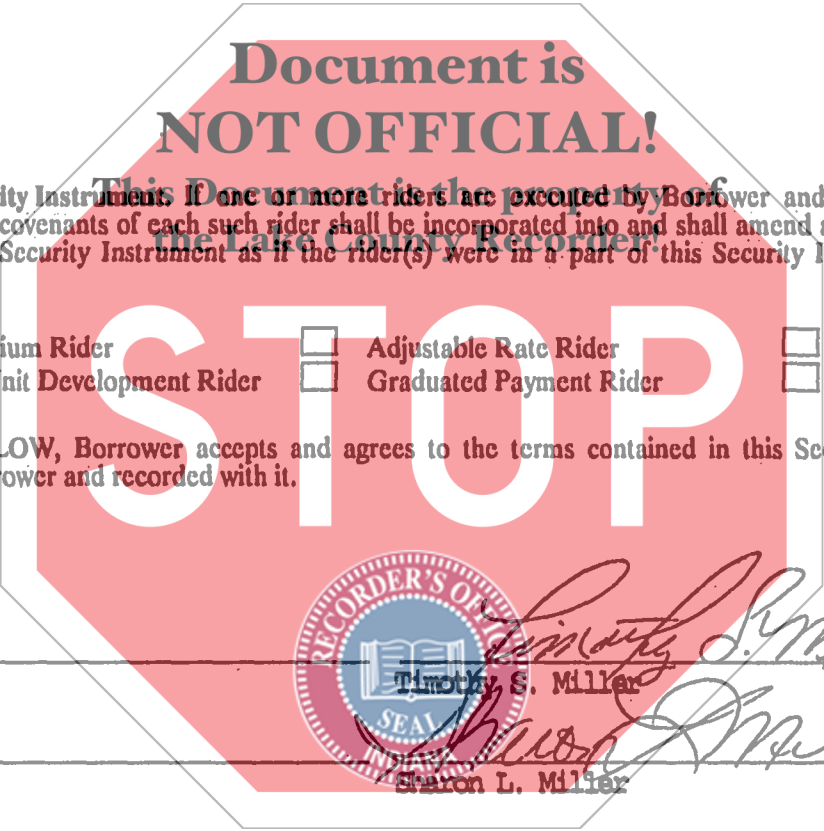 Document is
NOT OFFICIAL!
This Document is the property of
the Lake County Recorder!
ity Instrument. If one or more riders are executed by Borrower and
covenants of each such rider shall be incorporated into and shall amend
Security Instrument as if the rider(s) were in a part of this Security
STOP
ium Rider Adjustable Rate Rider
nit Development Rider Graduated Payment Rider
LOW, Borrower accepts and agrees to the terms contained in this Sec
rower and recorded with it.
RECORDER'S OFFICE
SEAL
INDIANA
Timothy S. Miller
Sharon L. Miller